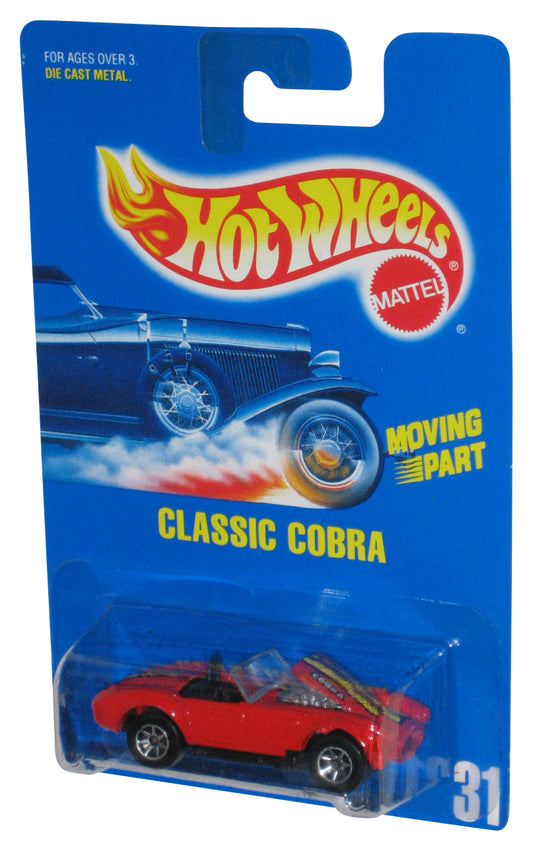 FOR AGES OVER 3.
DIE CAST METAL.
HOT WHEELS
®
MATTEL
®
MOVING
PART
CLASSIC COBRA
COBRA
31